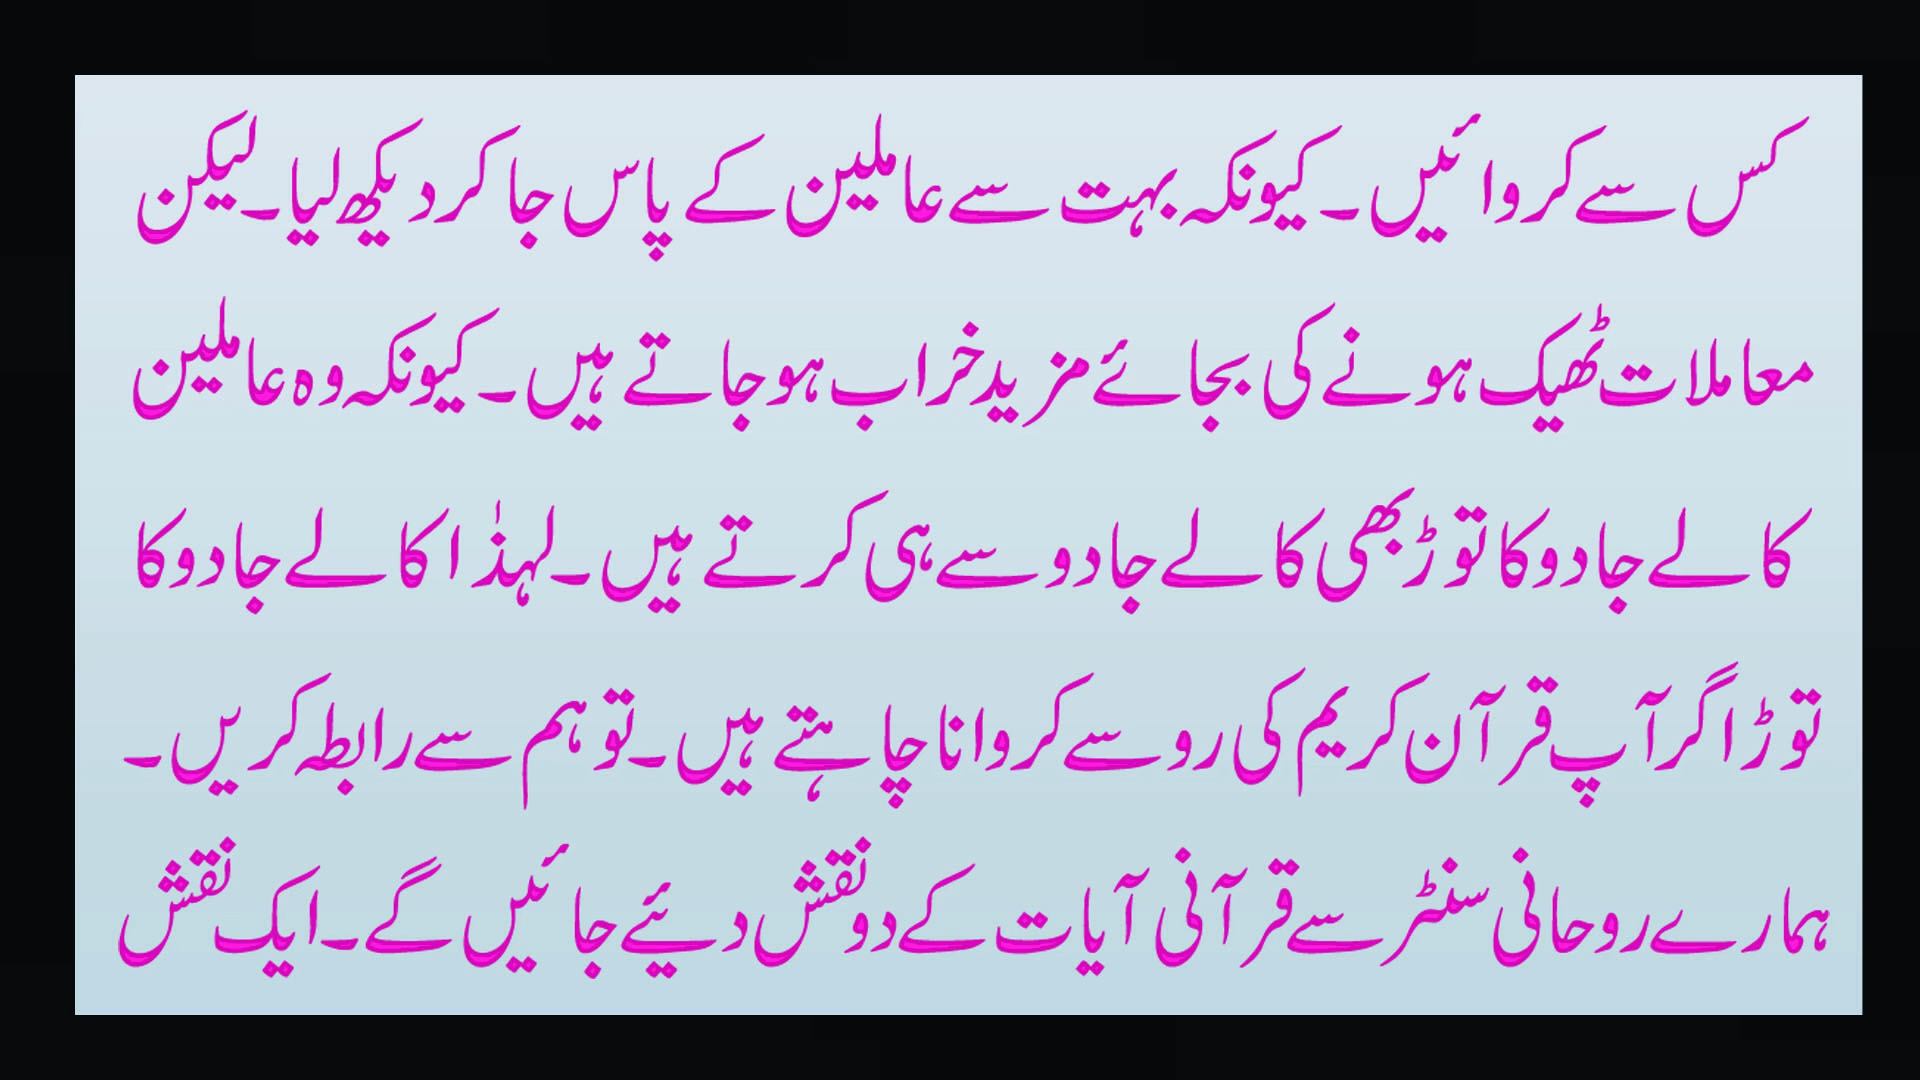 کس سے کروائیں۔ کیونکہ بہت سے عاملین کے پاس جا کر دیکھ لیا۔ لیکن
معاملات ٹھیک ہونے کی بجائے مزید خراب ہو جاتے ہیں۔ کیونکہ وہ عاملین
کالے جادو کا توڑ بھی کالے جادو سے ہی کرتے ہیں۔ لہذٰا کالے جادو کا
توڑ اگر آپ قرآن کریم کی رو سے کروانا چاہتے ہیں۔ تو ہم سے رابطہ کریں۔
ہمارے روحانی سنٹر سے قرآنی آیات کے دو نقش دیئے جائیں گے۔ ایک نقش